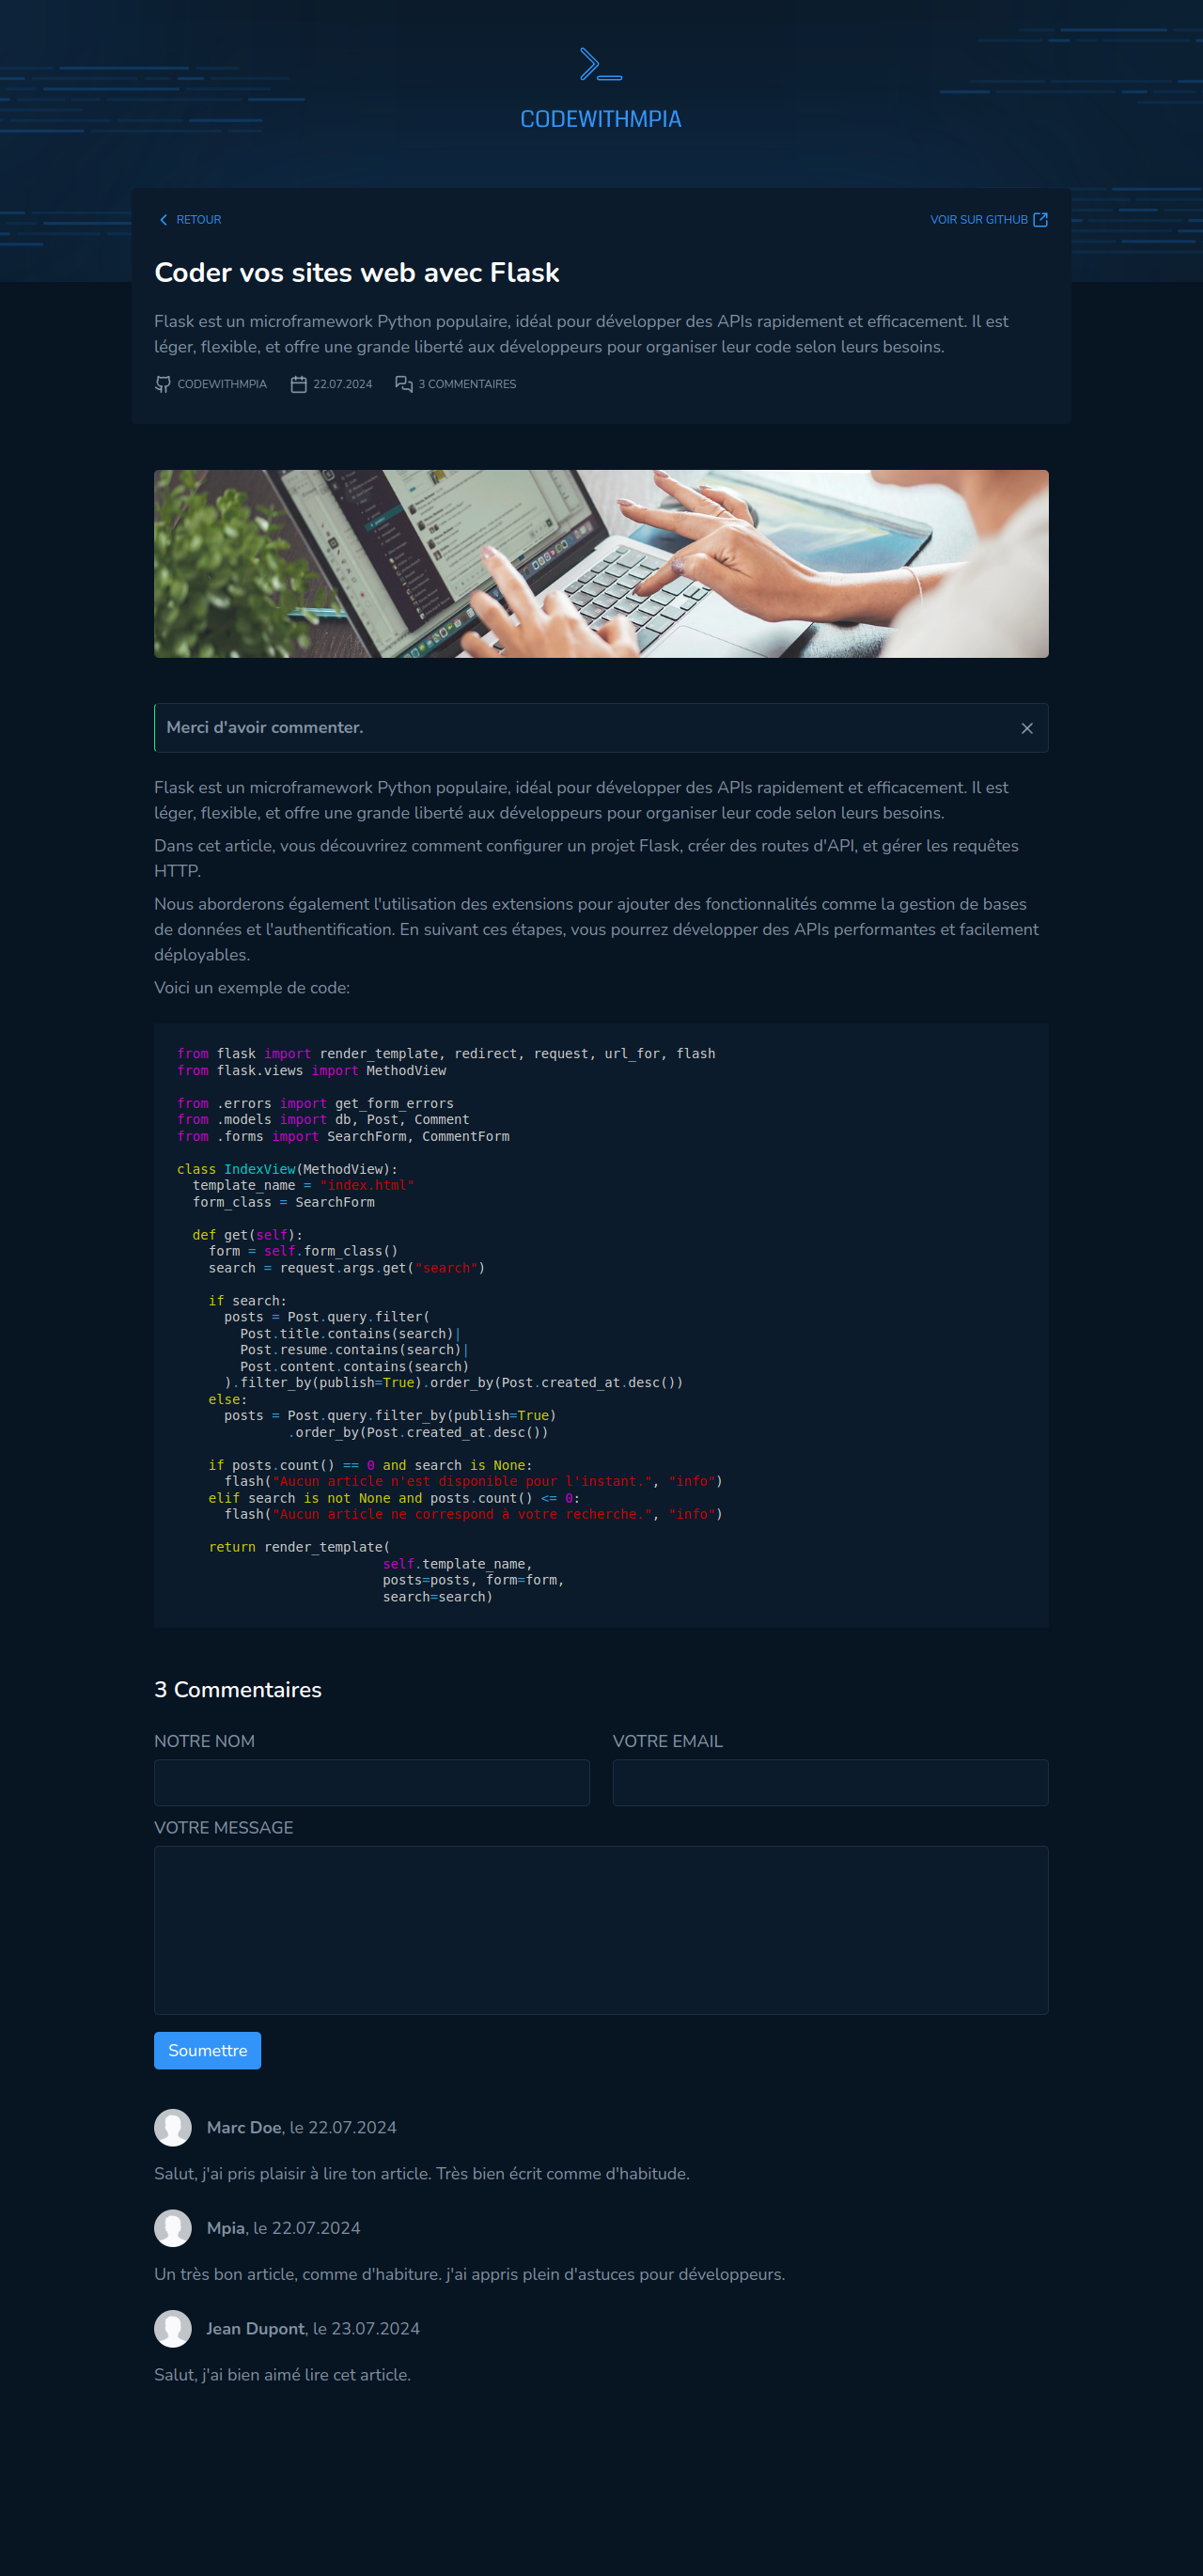 CODEWITHMPIA
RETOUR
VOIR SUR GITHUB
Coder vos sites web avec Flask
Flask est un microframework Python populaire, idéal pour développer des APIs rapidement et efficacement. Il est
léger, flexible, et offre une grande liberté aux développeurs pour organiser leur code selon leurs besoins.
CODEWITHMPIA 22.07.2024 3 COMMENTAIRES
Merci d'avoir commenter.
Flask est un microframework Python populaire, idéal pour développer des APIs rapidement et efficacement. Il est
léger, flexible, et offre une grande liberté aux développeurs pour organiser leur code selon leurs besoins.
Dans cet article, vous découvrirez comment configurer un projet Flask, créer des routes d'API, et gérer les requêtes
HTTP.
Nous aborderons également l'utilisation des extensions pour ajouter des fonctionnalités comme la gestion de bases
de données et l'authentification. En suivant ces étapes, vous pourrez développer des APIs performantes et facilement
déployables.
Voici un exemple de code:
from flask import render_template, redirect, request, url_for, flash
from flask.views import MethodView
from .errors import get_form_errors
from .models import db, Post, Comment
from .forms import SearchForm, CommentForm
class IndexView(MethodView):
template_name = "index.html"
form_class = SearchForm
def get(self):
form = self.form_class()
search = request.args.get("search")
if search:
posts = Post.query.filter(
Post.title.contains(search)|
Post.resume.contains(search)|
Post.content.contains(search)
).filter_by(publish=True).order_by(Post.created_at.desc())
else:
posts = Post.query.filter_by(publish=True)
.order_by(Post.created_at.desc())
if posts.count() == 0 and search is None:
flash("Aucun article n'est disponible pour l'instant.", "info")
elif search is not None and posts.count() <= 0:
flash("Aucun article ne correspond à votre recherche.", "info")
return render_template(
self.template_name,
posts=posts, form=form,
search=search)
3 Commentaires
NOTRE NOM
VOTRE EMAIL
VOTRE MESSAGE
Soumettre
Marc Doe, le 22.07.2024
Salut, j'ai pris plaisir à lire ton article. Très bien écrit comme d'habitude.
Mpia, le 22.07.2024
Un très bon article, comme d'habiture. j'ai appris plein d'astuces pour développeurs.
Jean Dupont, le 23.07.2024
Salut, j'ai bien aimé lire cet article.